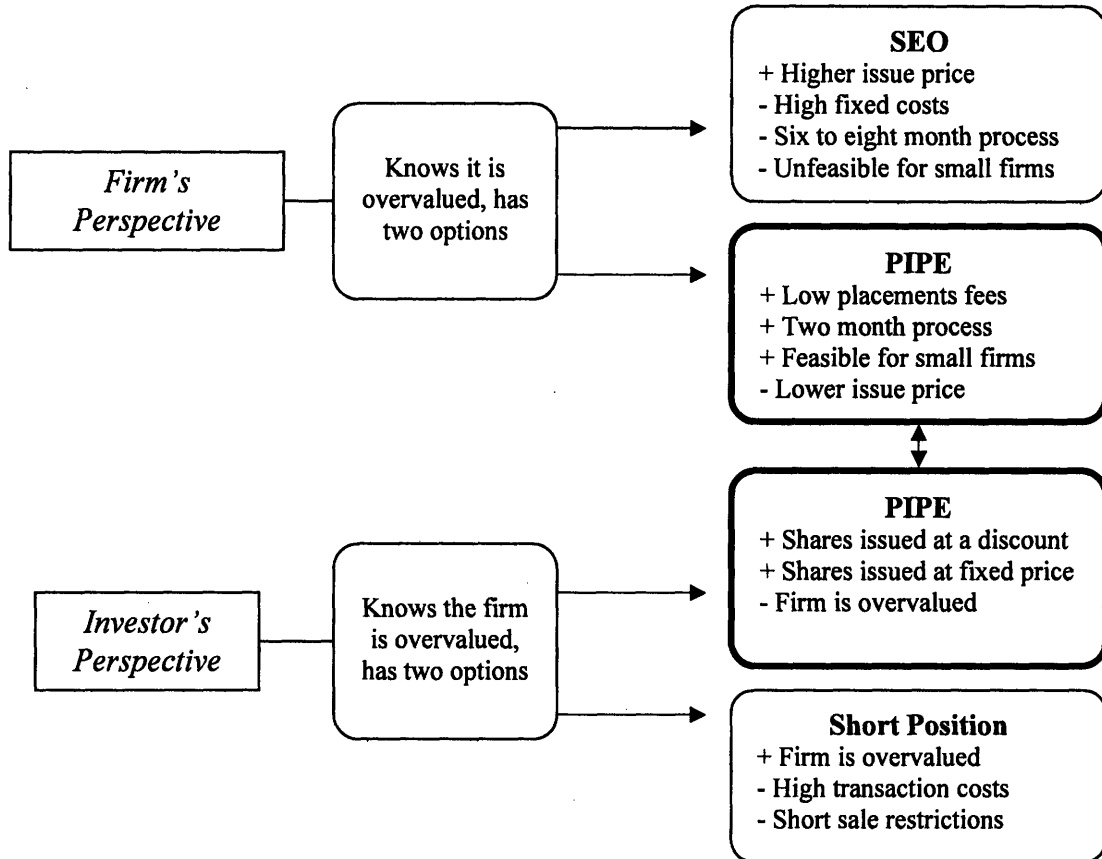 SEO
+ Higher issue price
- High fixed costs
- Six to eight month process
- Unfeasible for small firms
Firm's
Perspective
Knows it is
overvalued, has
two options
PIPE
+ Low placements fees
+ Two month process
+ Feasible for small firms
- Lower issue price
PIPE
+ Shares issued at a discount
+ Shares issued at fixed price
- Firm is overvalued
Investor's
Perspective
Knows the firm
is overvalued,
has two options
Short Position
+ Firm is overvalued
- High transaction costs
- Short sale restrictions